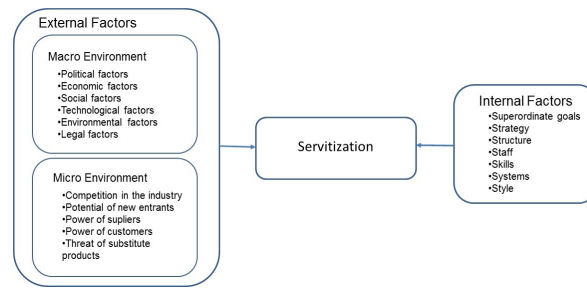 External Factors
Macro Environment
•Political factors
•Economic factors
•Social factors
•Technological factors
•Environmental factors
•Legal factors
Micro Environment
•Competition in the industry
•Potential of new entrants
•Power of supliers
•Power of customers
•Threat of substitute
products
Servitization
Internal Factors
•Superordinate goals
•Strategy
•Structure
•Staff
•Skills
•Systems
•Style